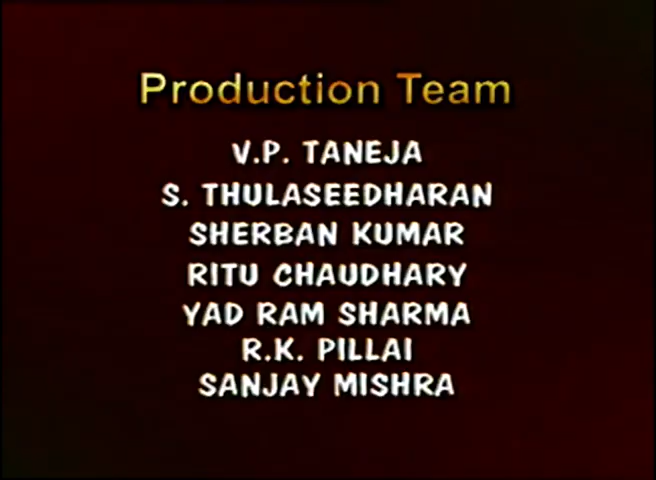 Production Team
V.P. TANEJA
S. THULASEEDHARAN
SHERBAN KUMAR
RITU CHAUDHARY
YAD RAM SHARMA
R.K. PILLAI
SANJAY MISHRA